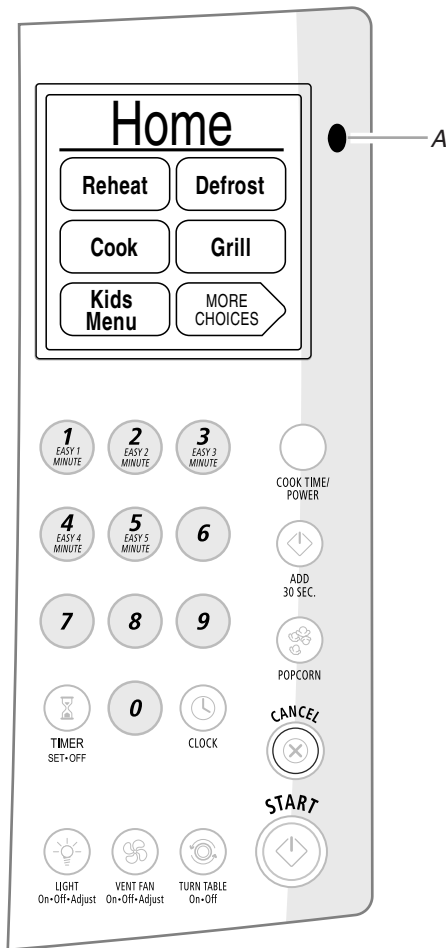 Home
A
Reheat
Defrost
Cook
Grill
Kids
Menu
MORE
CHOICES
1
EASY 1
MINUTE
2
EASY 2
MINUTE
3
EASY 3
MINUTE
COOK TIME/
POWER
4
EASY 4
MINUTE
5
EASY 5
MINUTE
6
ADD
30 SEC.
7
8
9
POPCORN
TIMER
SET•OFF
0
CLOCK
CANCEL
START
LIGHT
On•Off•Adjust
VENT FAN
On•Off•Adjust
TURN TABLE
On•Off